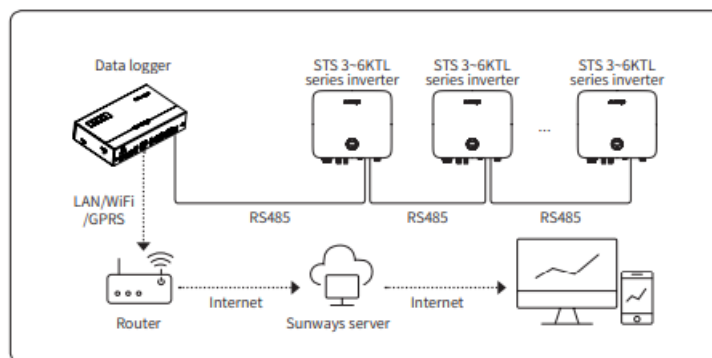 Data logger
STS 3~6KTL
series inverter
STS 3~6KTL
series inverter
STS 3~6KTL
series inverter
...
LAN/WiFi
/GPRS
RS485
RS485
RS485
Internet
Internet
Router
Sunways server